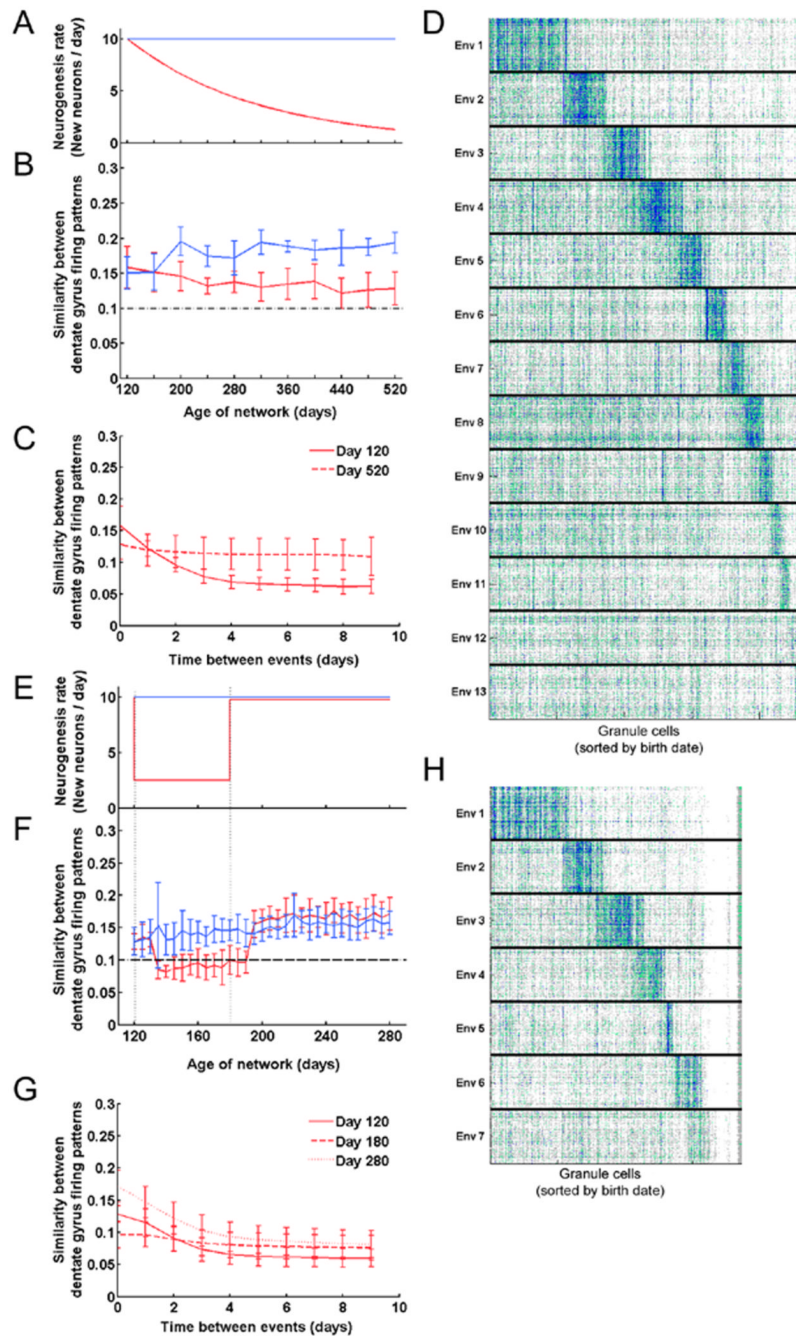 A
Neurogenesis rate
(New neurons / day)
10
5
0
B
Similarity between
dentate gyrus firing patterns
0.3
0.25
0.2
0.15
0.1
0.05
0
120 200 280 360 440 520
Age of network (days)
C
Similarity between
dentate gyrus firing patterns
0.3
0.25
0.2
0.15
0.1
0.05
0
Day 120
Day 520
0 2 4 6 8 10
Time between events (days)
D
Env 1
Env 2
Env 3
Env 4
Env 5
Env 6
Env 7
Env 8
Env 9
Env 10
Env 11
Env 12
Env 13
Granule cells
(sorted by birth date)
E
Neurogenesis rate
(New neurons / day)
10
5
0
F
Similarity between
dentate gyrus firing patterns
0.3
0.25
0.2
0.15
0.1
0.05
0
120 160 200 240 280
Age of network (days)
G
Similarity between
dentate gyrus firing patterns
0.3
0.25
0.2
0.15
0.1
0.05
0
Day 120
Day 180
Day 280
0 2 4 6 8 10
Time between events (days)
H
Env 1
Env 2
Env 3
Env 4
Env 5
Env 6
Env 7
Granule cells
(sorted by birth date)